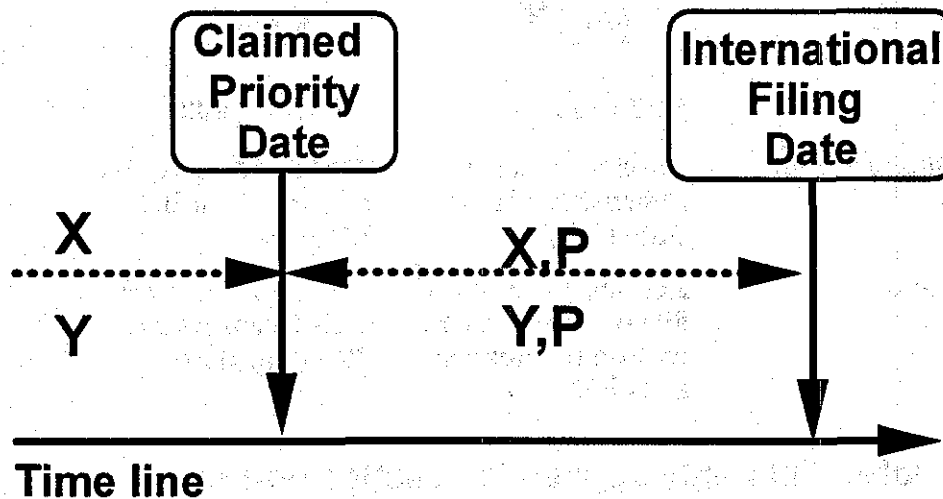 Claimed
Priority
Date
International
Filing
Date
X
X,P
Y
Y,P
Time line